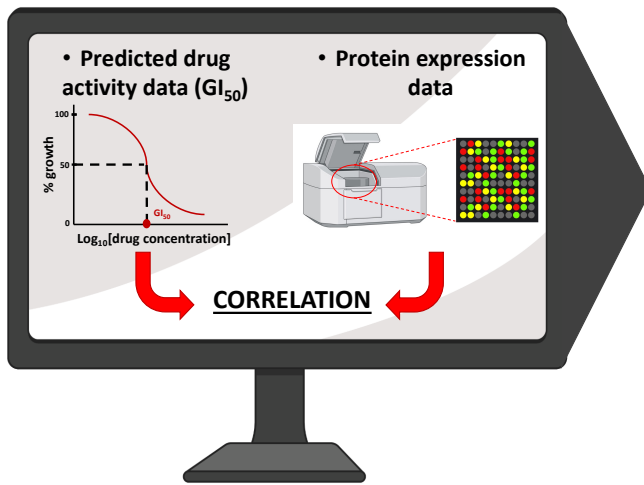 • Predicted drug
activity data (GI₅₀)
• Protein expression
data
100
50
0
% growth
GI₅₀
Log₁₀[drug concentration]
CORRELATION